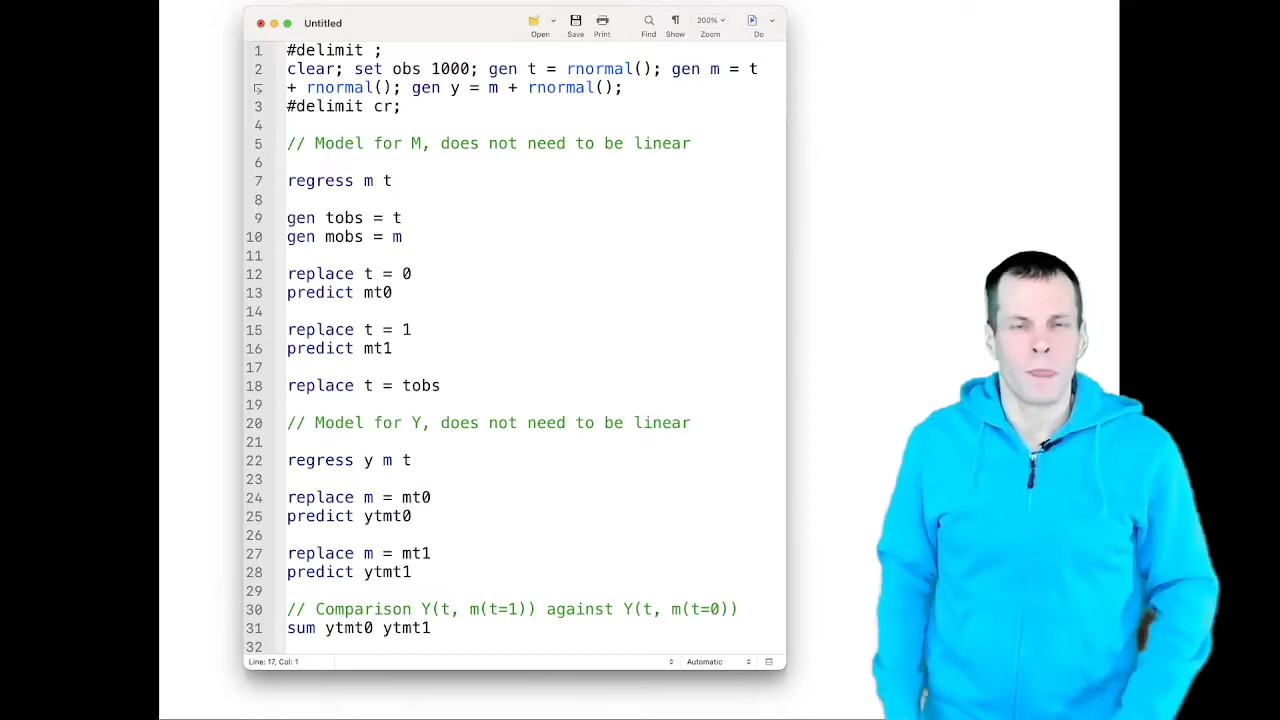 Untitled
Open
Save
Print
Find
Show
200%
Zoom
Do
1 #delimit ;
2 clear; set obs 1000; gen t = rnormal(); gen m = t
+ rnormal(); gen y = m + rnormal();
3 #delimit cr;
4
5 // Model for M, does not need to be linear
6
7 regress m t
8
9 gen tobs = t
10 gen mobs = m
11
12 replace t = 0
13 predict mt0
14
15 replace t = 1
16 predict mt1
17
18 replace t = tobs
19
20 // Model for Y, does not need to be linear
21
22 regress y m t
23
24 replace m = mt0
25 predict ytmt0
26
27 replace m = mt1
28 predict ytmt1
29
30 // Comparison Y(t, m(t=1)) against Y(t, m(t=0))
31 sum ytmt0 ytmt1
32
Line: 17, Col: 1
Automatic